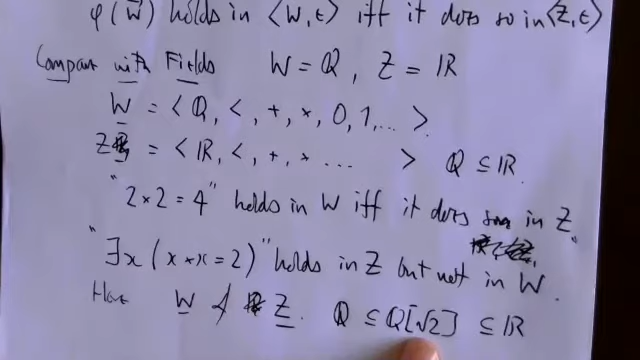 φ(w⃗) holds in ⟨W, ∈⟩ iff it does so in ⟨Z, ∈⟩
Compare with Fields W = ℚ, Z = ℝ
W = ⟨ℚ, <, +, ×, 0, 1, ...⟩.
Z = ⟨ℝ, <, +, × ... ⟩ ℚ ⊆ ℝ.
"2×2 = 4" holds in W iff it does in Z.
"∃x (x×x = 2)" holds in Z but not in W.
W ⊀ Z. ℚ ⊆ ℚ[√2] ⊆ ℝ